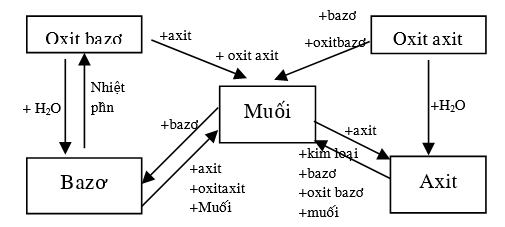 Oxit bazơ
+axit
+ oxit axit
+bazơ
+oxitbazơ
Oxit axit
+ H₂O
Nhiệt
phân
Muối
+H₂O
+bazơ
+axit
+axit
+oxitaxit
+Muối
+kim loại
+bazơ
+oxit bazơ
+muối
Bazơ
Axit